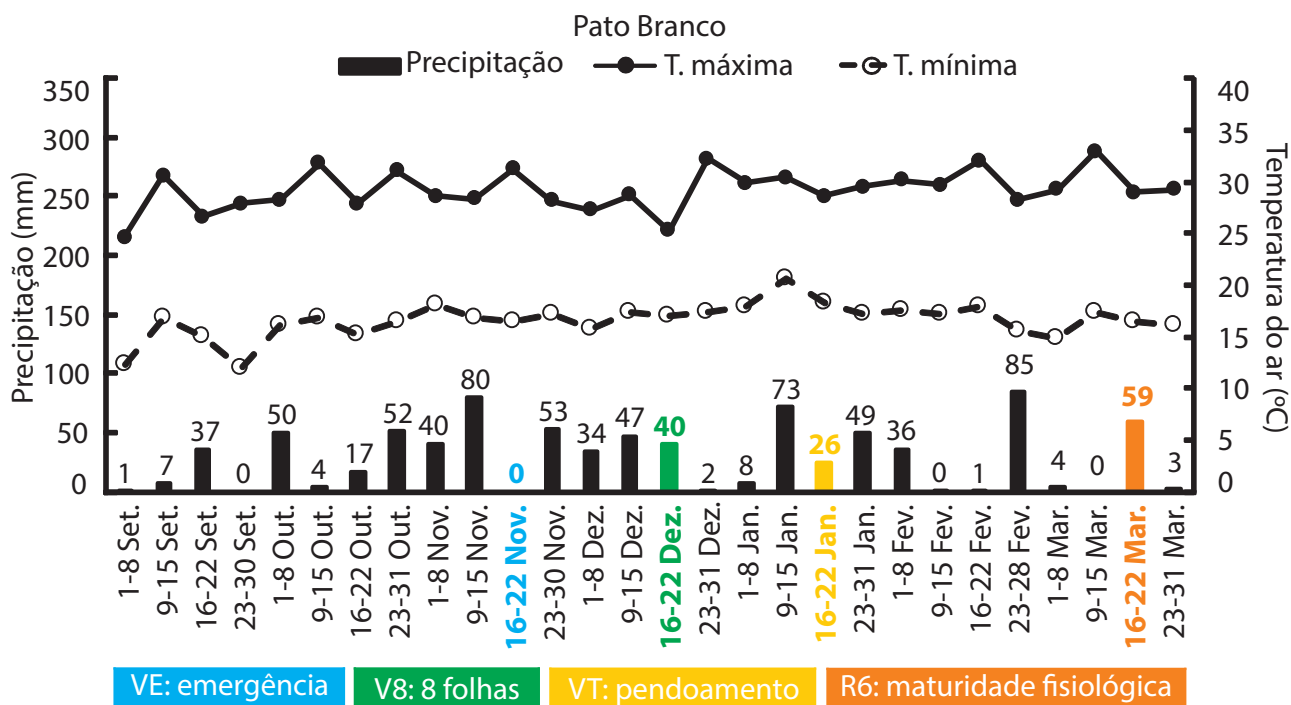 Pato Branco
Precipitação T. máxima T. mínima
Precipitação (mm)
350
300
250
200
150
100
50
0
40
35
30
25
20
15
10
5
0
Temperatura do ar (ºC)
1 7 37 0 50 4 17 52 40 80 0 53 34 47 40 2 8 73 26 49 36 0 1 85 4 0 59 3
1-8 Set.
9-15 Set.
16-22 Set.
23-30 Set.
1-8 Out.
9-15 Out.
16-22 Out.
23-31 Out.
1-8 Nov.
9-15 Nov.
16-22 Nov.
23-30 Nov.
1-8 Dez.
9-15 Dez.
16-22 Dez.
23-31 Dez.
1-8 Jan.
9-15 Jan.
16-22 Jan.
23-31 Jan.
1-8 Fev.
9-15 Fev.
16-22 Fev.
23-28 Fev.
1-8 Mar.
9-15 Mar.
16-22 Mar.
23-31 Mar.
VE: emergência V8: 8 folhas VT: pendoamento R6: maturidade fisiológica